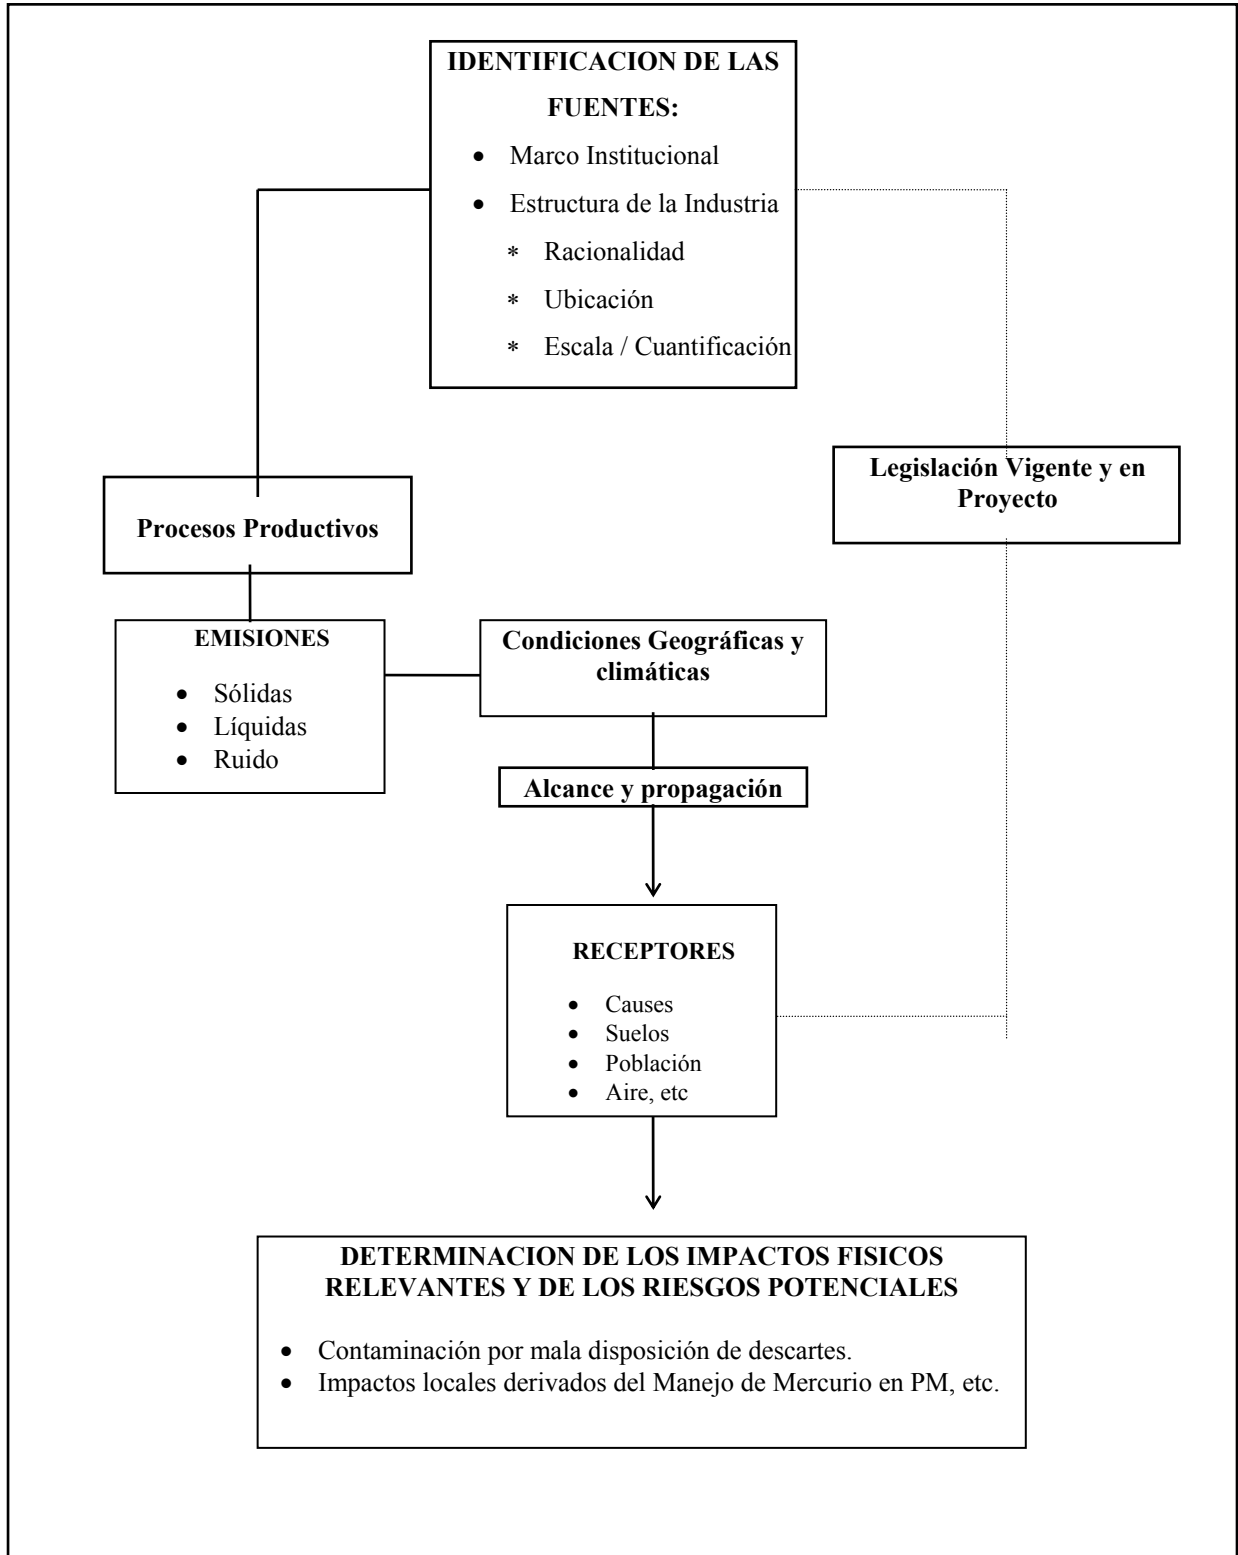 IDENTIFICACION DE LAS
FUENTES:
• Marco Institucional
• Estructura de la Industria
* Racionalidad
* Ubicación
* Escala / Cuantificación
Legislación Vigente y en
Proyecto
Procesos Productivos
EMISIONES
• Sólidas
• Líquidas
• Ruido
Condiciones Geográficas y
climáticas
Alcance y propagación
RECEPTORES
• Causes
• Suelos
• Población
• Aire, etc
DETERMINACION DE LOS IMPACTOS FISICOS
RELEVANTES Y DE LOS RIESGOS POTENCIALES
• Contaminación por mala disposición de descartes.
• Impactos locales derivados del Manejo de Mercurio en PM, etc.